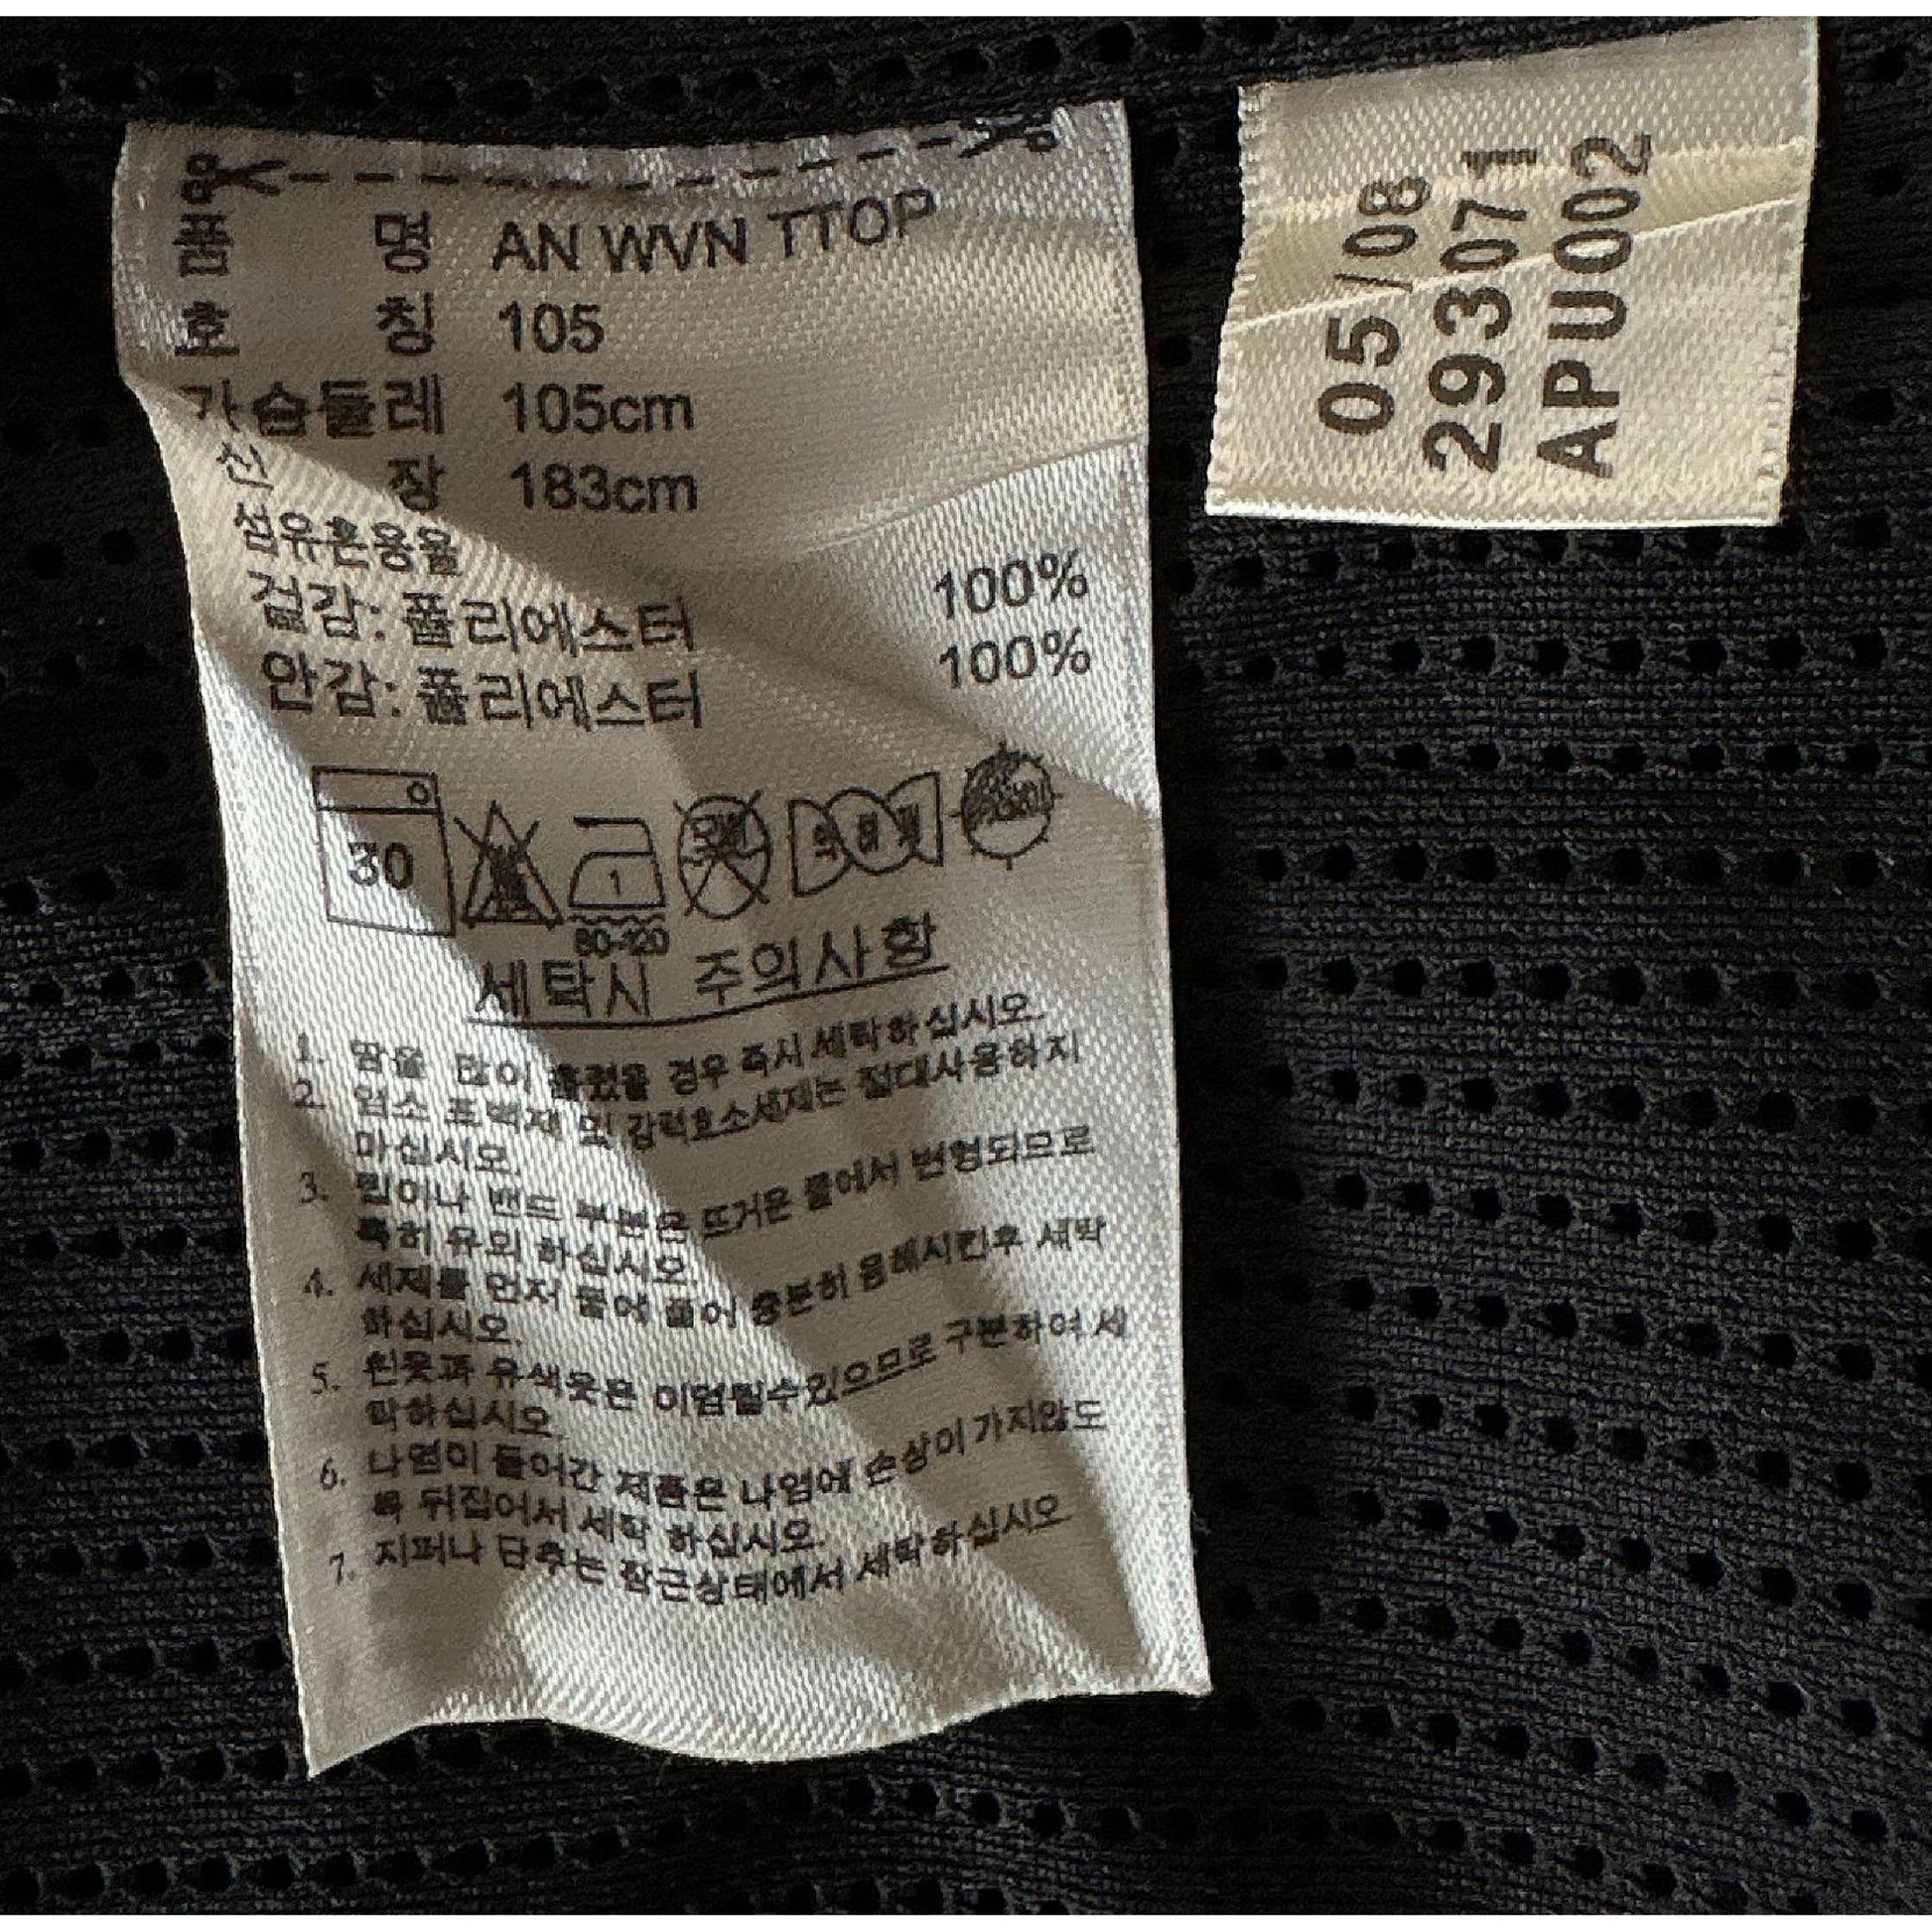 품 명 AN WVN TTOP
호 칭 105
가슴둘레 105cm
신 장 183cm
섬유혼용율
겉감: 폴리에스터 100%
안감: 폴리에스터 100%
30
1
80-120
세탁시 주의사항
1. 땀을 많이 흘렸을 경우 즉시세탁하십시오.
2. 염소 표백제 및 강력효소세제는 절대사용하지
마십시오.
3. 립이나 밴드 부분은 뜨거운 물에서 변형되므로
특히 유의 하십시오.
4. 세제를 먼저 물에 풀어 충분히 용해시킨후 세탁
하십시오.
5. 흰옷과 유색옷은 이염될수있으므로 구분하여 세
탁하십시오.
6. 나염이 들어간 제품은 나염에 손상이 가지않도
록 뒤집어서 세탁 하십시오.
7. 지퍼나 단추는 잠근상태에서 세탁하십시오
05/08
293071
APU002